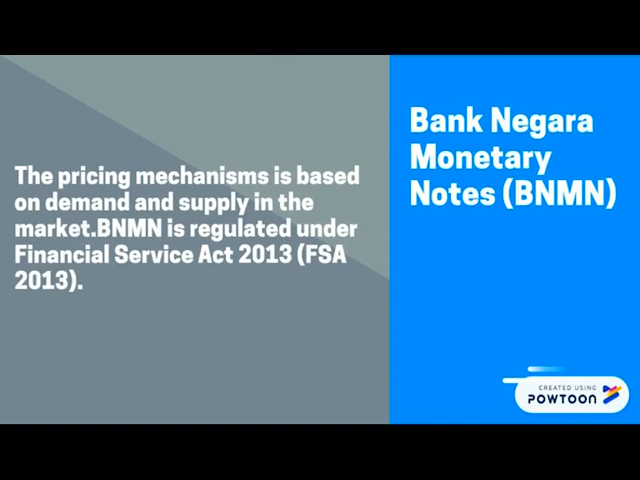 The pricing mechanisms is based
on demand and supply in the
market.BNMN is regulated under
Financial Service Act 2013 (FSA
2013).
Bank Negara
Monetary
Notes (BNMN)
CREATED USING
POWTOON